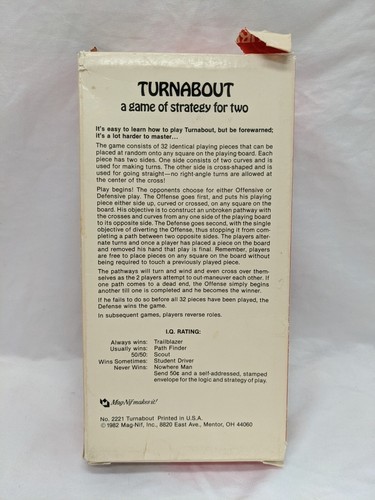 TURNABOUT
a game of strategy for two
It's easy to learn how to play Turnabout, but be forewarned;
it's a lot harder to master...
The game consists of 32 identical playing pieces that can be
placed at random onto any square on the playing board. Each
piece has two sides. One side consists of two curves and is
used for making turns. The other side is cross-shaped and is
used for going straight—no right-angle turns are allowed at
the center of the cross!
Play begins! The opponents choose for either Offensive or
Defensive play. The Offense goes first, and puts his playing
piece either side up, curved or crossed, on any square on the
board. His objective is to construct an unbroken pathway with
the crosses and curves from any one side of the playing board
to its opposite side. The Defense goes second, with the single
objective of diverting the Offense, thus stopping it from com-
pleting a path between two opposite sides. The players alter-
nate turns and once a player has placed a piece on the board
and removed his hand that play is final. Remember, players
are free to place pieces on any square on the board without
being required to touch a previously played piece.
The pathways will turn and wind and even cross over them-
selves as the 2 players attempt to out maneuver each other. If
one path comes to a dead end, the Offense simply begins
another till one is completed and he becomes the winner.
If he fails to do so before all 32 pieces have been played, the
Defense wins the game.
In subsequent games, players reverse roles.
I.Q. RATING:
Always wins: Trailblazer
Usually wins: Path Finder
50/50: Scout
Wins Sometimes: Student Driver
Never Wins: Nowhere Man
Send 50¢ and a self-addressed, stamped
envelope for the logic and strategy of play.
Mag-Nif makes it!
No. 2221 Turnabout Printed in U.S.A.
©1982 Mag-Nif, Inc., 8820 East Ave., Mentor, OH 44060